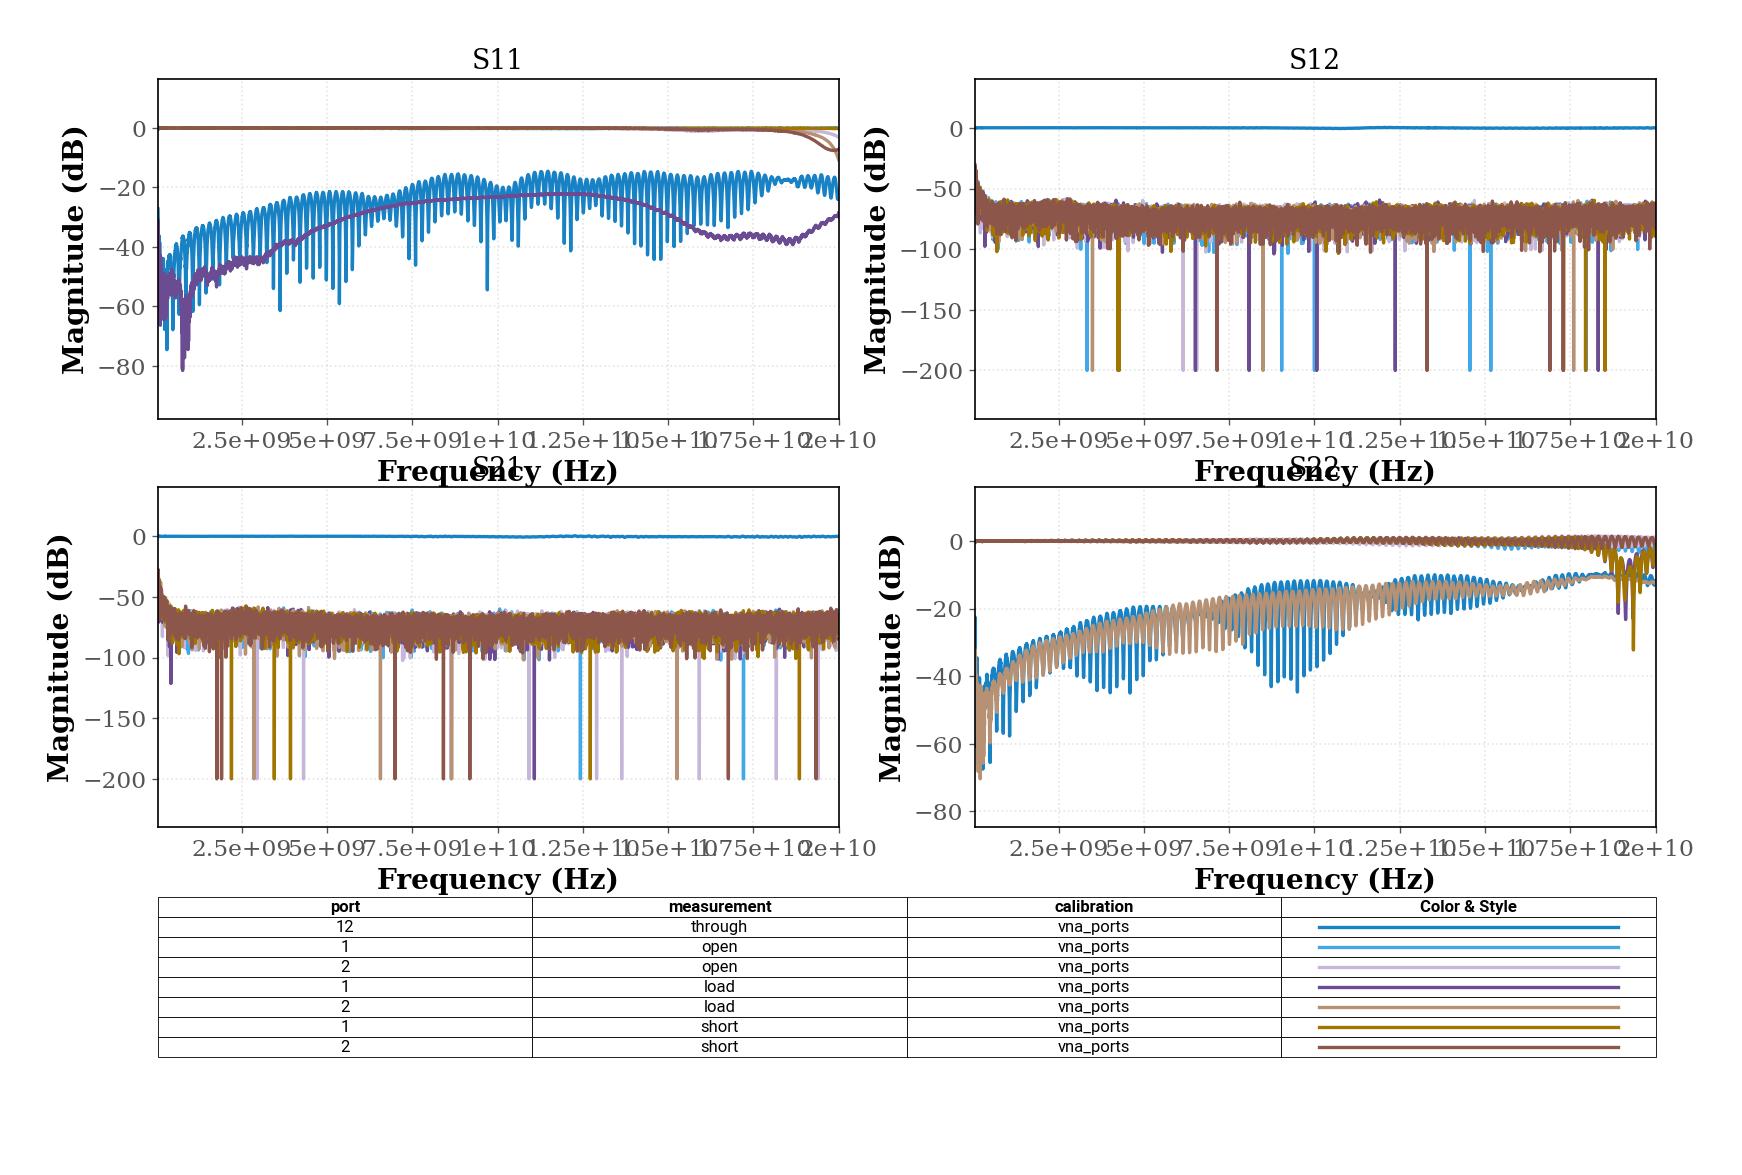 S11
S12
0
−20
−40
−60
−80
Magnitude (dB)
2.5e+09 5e+09 7.5e+09 1e+10 1.25e+10 1.5e+10 1.75e+10 2e+10
Frequency (Hz)
0
−50
−100
−150
−200
Magnitude (dB)
2.5e+09 5e+09 7.5e+09 1e+10 1.25e+10 1.5e+10 1.75e+10 2e+10
Frequency (Hz)
S21
S22
0
−50
−100
−150
−200
Magnitude (dB)
2.5e+09 5e+09 7.5e+09 1e+10 1.25e+10 1.5e+10 1.75e+10 2e+10
Frequency (Hz)
0
−20
−40
−60
−80
Magnitude (dB)
2.5e+09 5e+09 7.5e+09 1e+10 1.25e+10 1.5e+10 1.75e+10 2e+10
Frequency (Hz)
port measurement calibration Color & Style
12 through vna_ports
1 open vna_ports
2 open vna_ports
1 load vna_ports
2 load vna_ports
1 short vna_ports
2 short vna_ports